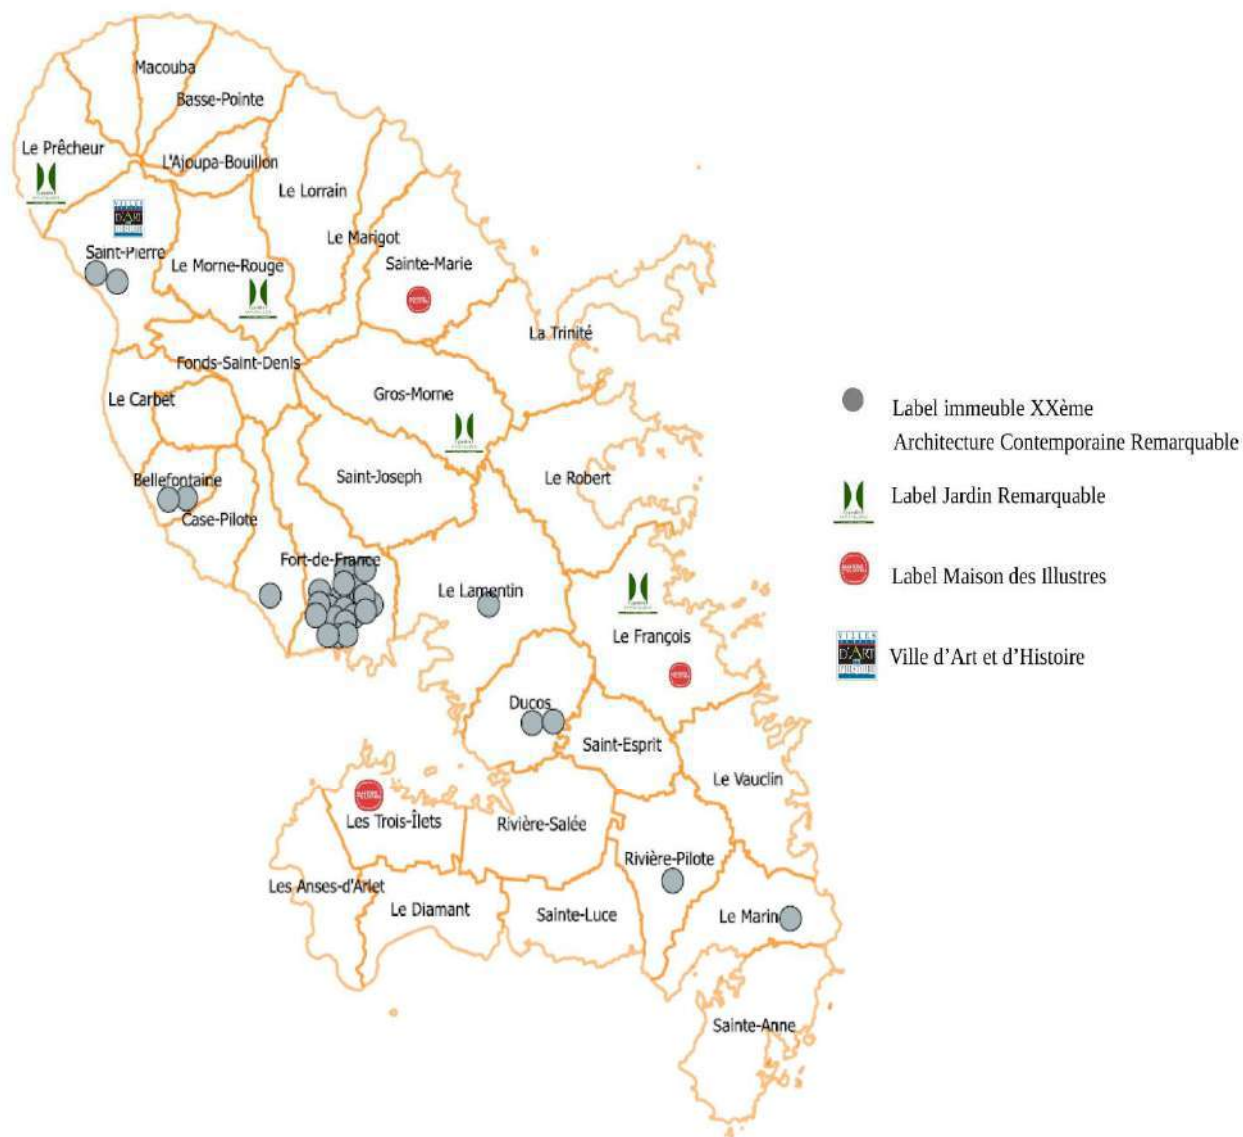 Macouba
Basse-Pointe
Le Prêcheur
L'Ajoupa-Bouillon
Le Lorrain
VILLE
D'ART
Saint-Pierre
Le Marigot
Le Morne-Rouge
Sainte-Marie
La Trinité
Fonds-Saint-Denis
Le Carbet
Gros-Morne
Saint-Joseph
Le Robert
Bellefontaine
Case-Pilote
Fort-de-France
Le Lamentin
Le François
Ducos
Saint-Esprit
Le Vauclin
Les Trois-Îlets
Rivière-Salée
Rivière-Pilote
Les Anses-d'Arlet
Le Diamant
Sainte-Luce
Le Marin
Sainte-Anne
Label immeuble XXème
Architecture Contemporaine Remarquable
Label Jardin Remarquable
Label Maison des Illustres
VILLES
D'ART
Ville d’Art et d’Histoire